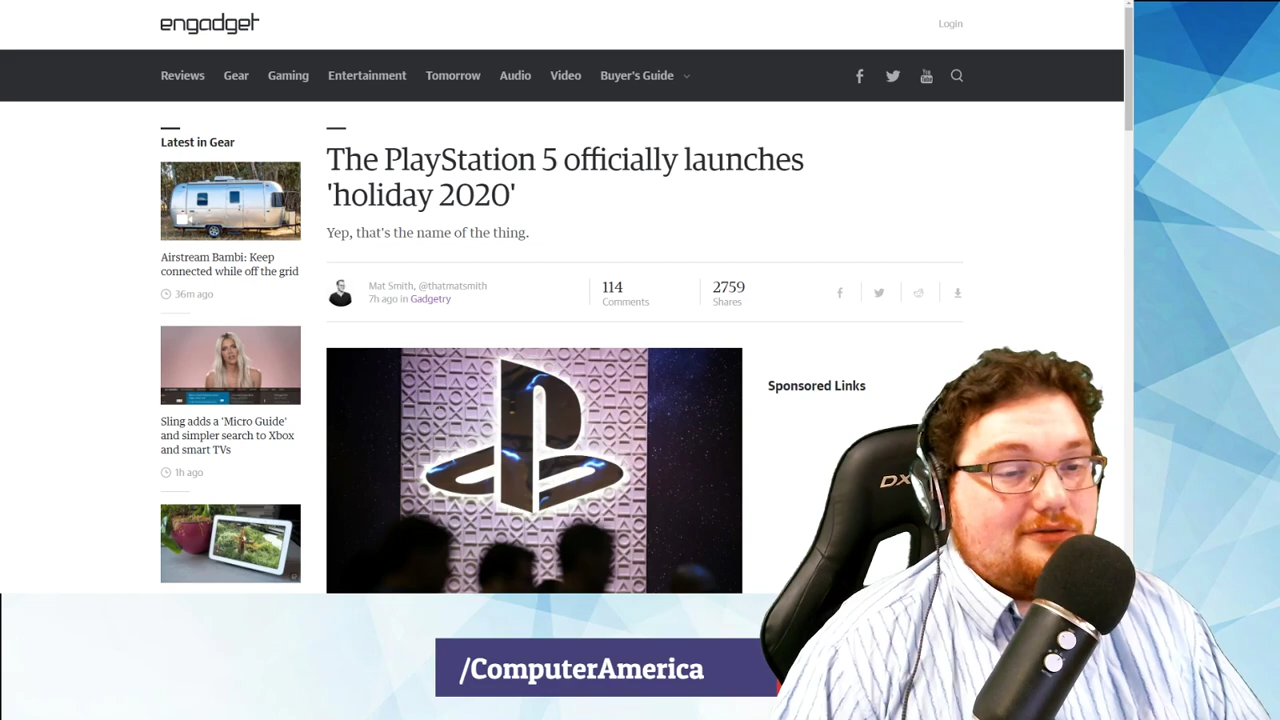 engadget
Login
Reviews Gear Gaming Entertainment Tomorrow Audio Video Buyer's Guide
Latest in Gear
Airstream Bambi: Keep
connected while off the grid
36m ago
Sling adds a 'Micro Guide'
and simpler search to Xbox
and smart TVs
1h ago
The PlayStation 5 officially launches
'holiday 2020'
Yep, that's the name of the thing.
Mat Smith, @thatmatsmith
7h ago in Gadgetry
114
Comments
2759
Shares
Sponsored Links
DX
/ComputerAmerica